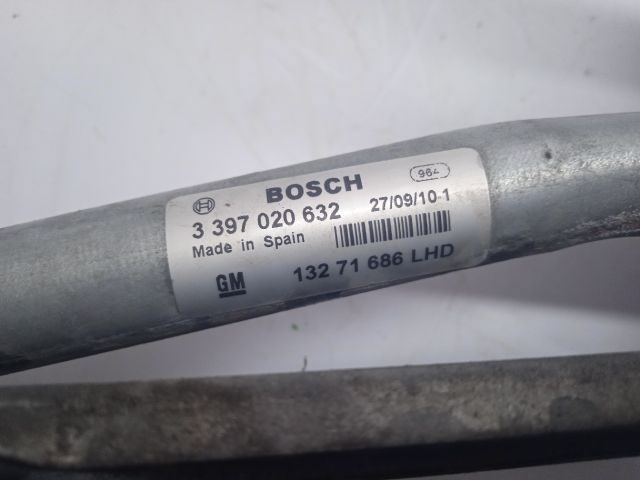 964
BOSCH
3 397 020 632 27/09/10-1
Made in Spain
GM 132 71 686 LHD